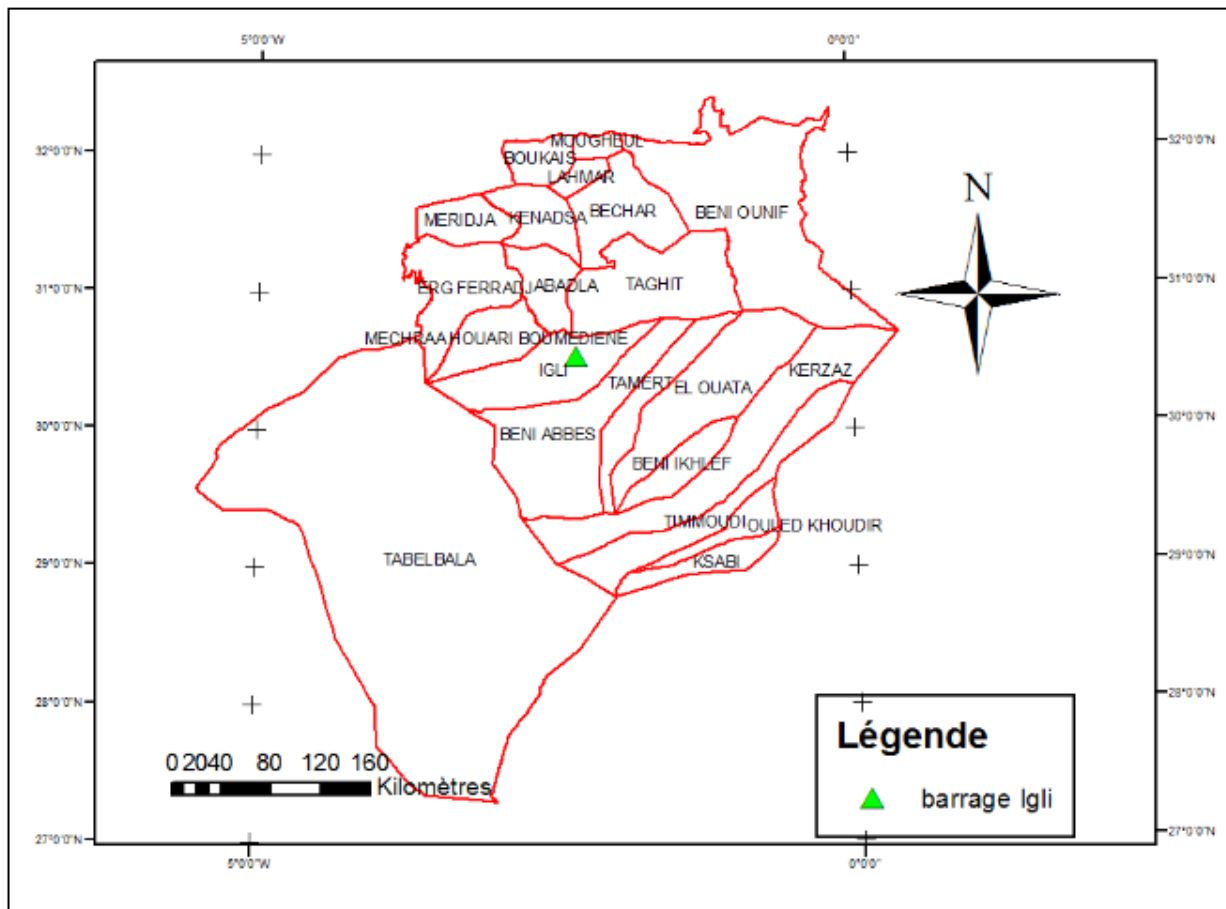 5°0'0"W
0°0'0"
32°0'0"N
32°0'0"N
MOUGHEUL
BOUKAIS
LAHMAR
MERIDJA
KENADSA
BECHAR
BENI OUNIF
N
31°0'0"N
31°0'0"N
ERG FERRADJ
ABADLA
TAGHIT
MECHRAA HOUARI BOUMEDIENE
IGLI
TAMERT
EL OUATA
KERZAZ
30°0'0"N
30°0'0"N
BENI ABBES
BENI IKHLEF
TIMMOUDI
OULED KHOUDIR
29°0'0"N
29°0'0"N
TABELBALA
KSABI
28°0'0"N
28°0'0"N
Légende
0 20 40 80 120 160
Kilomètres
barrage Igli
27°0'0"N
27°0'0"N
5°0'0"W
0°0'0"